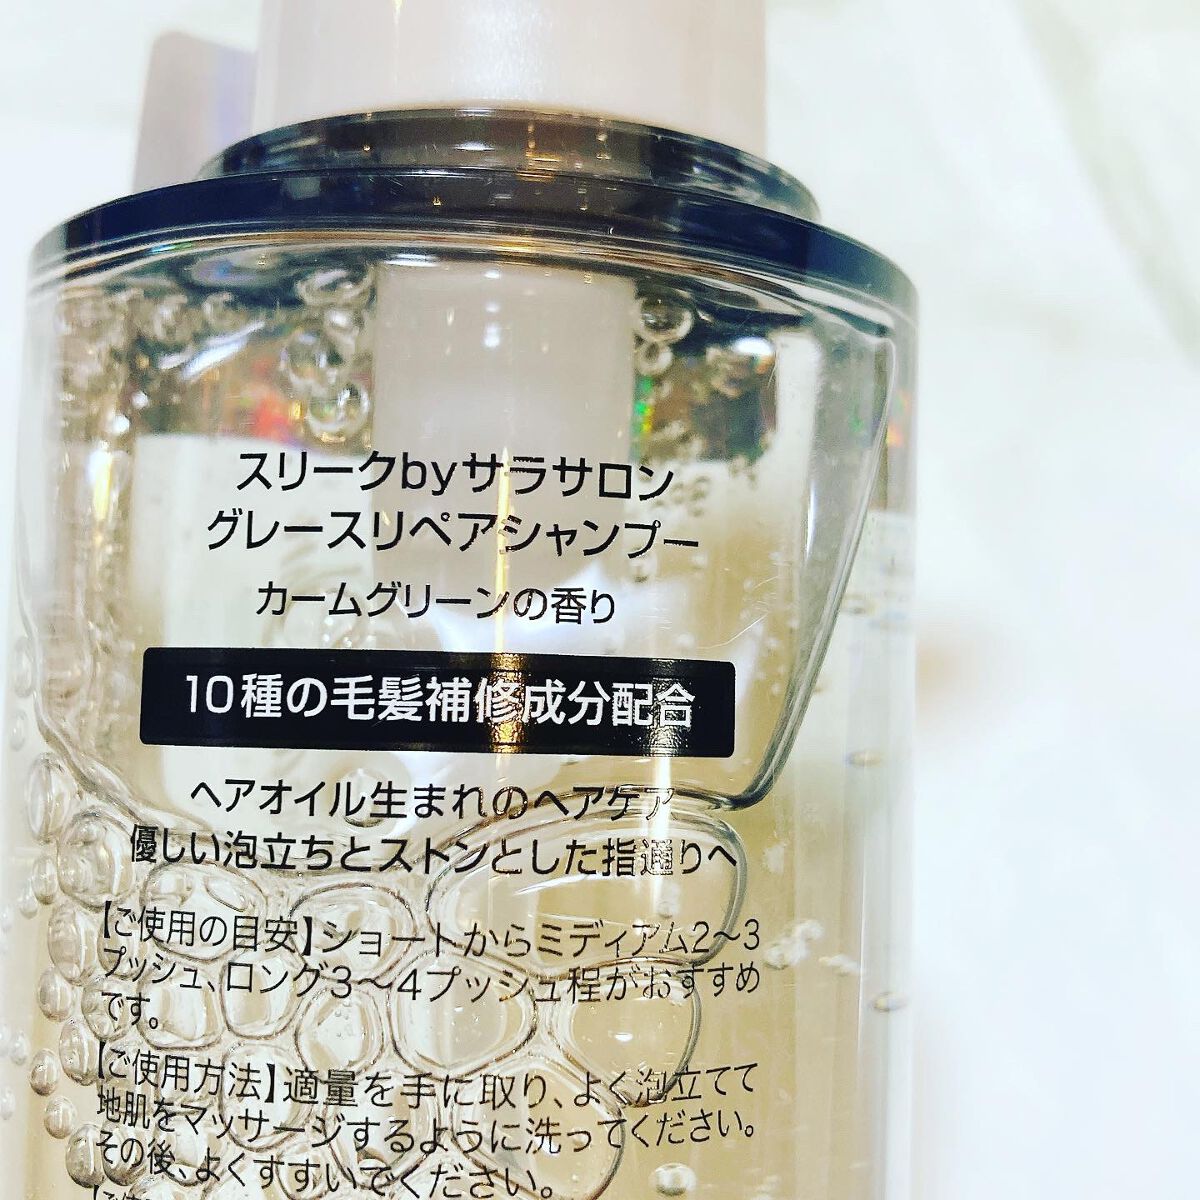 スリークbyサラサロン
グレースリペアシャンプー
カームグリーンの香り
10種の毛髪補修成分配合
ヘアオイル生まれのヘアケア
優しい泡立ちとストンとした指通りへ
【ご使用の目安】ショートからミディアム2〜3
プッシュ、ロング3〜4プッシュ程がおすすめ
です。
【ご使用方法】適量を手に取り、よく泡立てて
地肌をマッサージするように洗ってください。
その後、よくすすいでください。